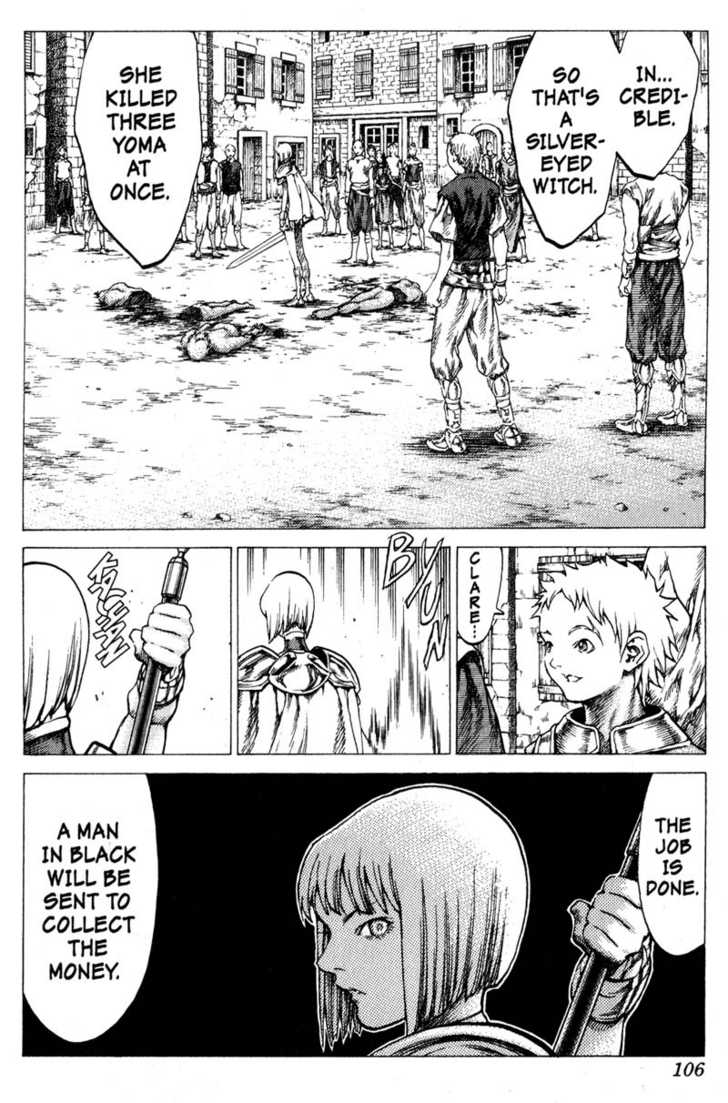 IN...
CREDI-
BLE.
SO
THAT'S
A
SILVER-
EYED
WITCH.
SHE
KILLED
THREE
YOMA
AT
ONCE.
CLARE...
BYUN
THE
JOB
IS
DONE.
A MAN
IN BLACK
WILL BE
SENT TO
COLLECT
THE
MONEY.
106